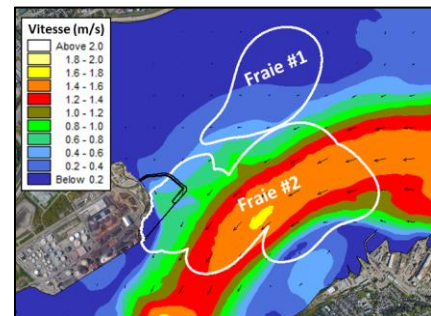 Vitesse (m/s)
Above 2.0
1.8 - 2.0
1.6 - 1.8
1.4 - 1.6
1.2 - 1.4
1.0 - 1.2
0.8 - 1.0
0.6 - 0.8
0.4 - 0.6
0.2 - 0.4
Below 0.2
Fraie #1
Fraie #2